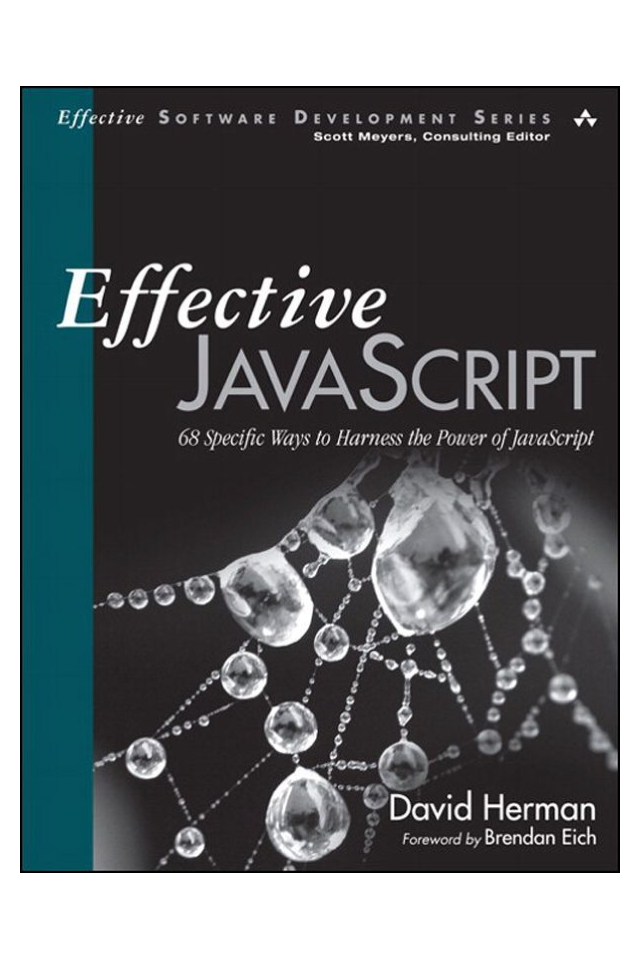 Effective SOFTWARE DEVELOPMENT SERIES
Scott Meyers, Consulting Editor
Effective
JAVASCRIPT
68 Specific Ways to Harness the Power of JavaScript
David Herman
Foreword by Brendan Eich